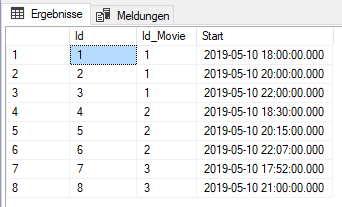 Ergebnisse Meldungen
Id Id_Movie Start
1 1 1 2019-05-10 18:00:00.000
2 2 1 2019-05-10 20:00:00.000
3 3 1 2019-05-10 22:00:00.000
4 4 2 2019-05-10 18:30:00.000
5 5 2 2019-05-10 20:15:00.000
6 6 2 2019-05-10 22:07:00.000
7 7 3 2019-05-10 17:52:00.000
8 8 3 2019-05-10 21:00:00.000